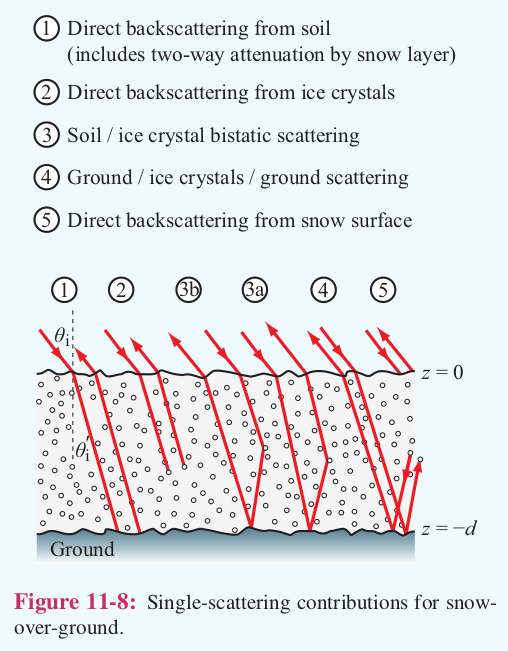 1 Direct backscattering from soil
(includes two-way attenuation by snow layer)
2 Direct backscattering from ice crystals
3 Soil / ice crystal bistatic scattering
4 Ground / ice crystals / ground scattering
5 Direct backscattering from snow surface
1 2 3b 3a 4 5
θi
z = 0
θ′i
z = −d
Ground
Figure 11-8: Single-scattering contributions for snow-
over-ground.